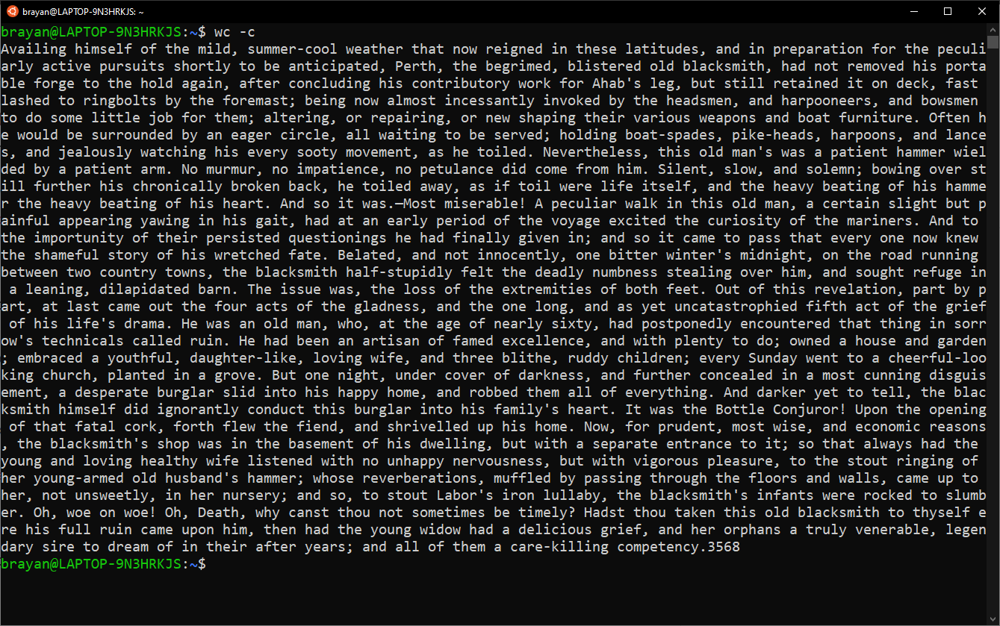 brayan@LAPTOP-9N3HRKJS: ~
brayan@LAPTOP-9N3HRKJS:~$ wc -c
Availing himself of the mild, summer-cool weather that now reigned in these latitudes, and in preparation for the peculi
arly active pursuits shortly to be anticipated, Perth, the begrimed, blistered old blacksmith, had not removed his porta
ble forge to the hold again, after concluding his contributory work for Ahab's leg, but still retained it on deck, fast
lashed to ringbolts by the foremast; being now almost incessantly invoked by the headsmen, and harpooneers, and bowsmen
to do some little job for them; altering, or repairing, or new shaping their various weapons and boat furniture. Often h
e would be surrounded by an eager circle, all waiting to be served; holding boat-spades, pike-heads, harpoons, and lance
s, and jealously watching his every sooty movement, as he toiled. Nevertheless, this old man's was a patient hammer wiel
ded by a patient arm. No murmur, no impatience, no petulance did come from him. Silent, slow, and solemn; bowing over st
ill further his chronically broken back, he toiled away, as if toil were life itself, and the heavy beating of his hamme
r the heavy beating of his heart. And so it was.—Most miserable! A peculiar walk in this old man, a certain slight but p
ainful appearing yawing in his gait, had at an early period of the voyage excited the curiosity of the mariners. And to
the importunity of their persisted questionings he had finally given in; and so it came to pass that every one now knew
the shameful story of his wretched fate. Belated, and not innocently, one bitter winter's midnight, on the road running
between two country towns, the blacksmith half-stupidly felt the deadly numbness stealing over him, and sought refuge in
 a leaning, dilapidated barn. The issue was, the loss of the extremities of both feet. Out of this revelation, part by p
art, at last came out the four acts of the gladness, and the one long, and as yet uncatastrophied fifth act of the grief
 of his life's drama. He was an old man, who, at the age of nearly sixty, had postponedly encountered that thing in sorr
ow's technicals called ruin. He had been an artisan of famed excellence, and with plenty to do; owned a house and garden
; embraced a youthful, daughter-like, loving wife, and three blithe, ruddy children; every Sunday went to a cheerful-loo
king church, planted in a grove. But one night, under cover of darkness, and further concealed in a most cunning disguis
ement, a desperate burglar slid into his happy home, and robbed them all of everything. And darker yet to tell, the blac
ksmith himself did ignorantly conduct this burglar into his family's heart. It was the Bottle Conjuror! Upon the opening
 of that fatal cork, forth flew the fiend, and shrivelled up his home. Now, for prudent, most wise, and economic reasons
, the blacksmith's shop was in the basement of his dwelling, but with a separate entrance to it; so that always had the
young and loving healthy wife listened with no unhappy nervousness, but with vigorous pleasure, to the stout ringing of
her young-armed old husband's hammer; whose reverberations, muffled by passing through the floors and walls, came up to
her, not unsweetly, in her nursery; and so, to stout Labor's iron lullaby, the blacksmith's infants were rocked to slumb
er. Oh, woe on woe! Oh, Death, why canst thou not sometimes be timely? Hadst thou taken this old blacksmith to thyself e
re his full ruin came upon him, then had the young widow had a delicious grief, and her orphans a truly venerable, legen
dary sire to dream of in their after years; and all of them a care-killing competency.3568
brayan@LAPTOP-9N3HRKJS:~$